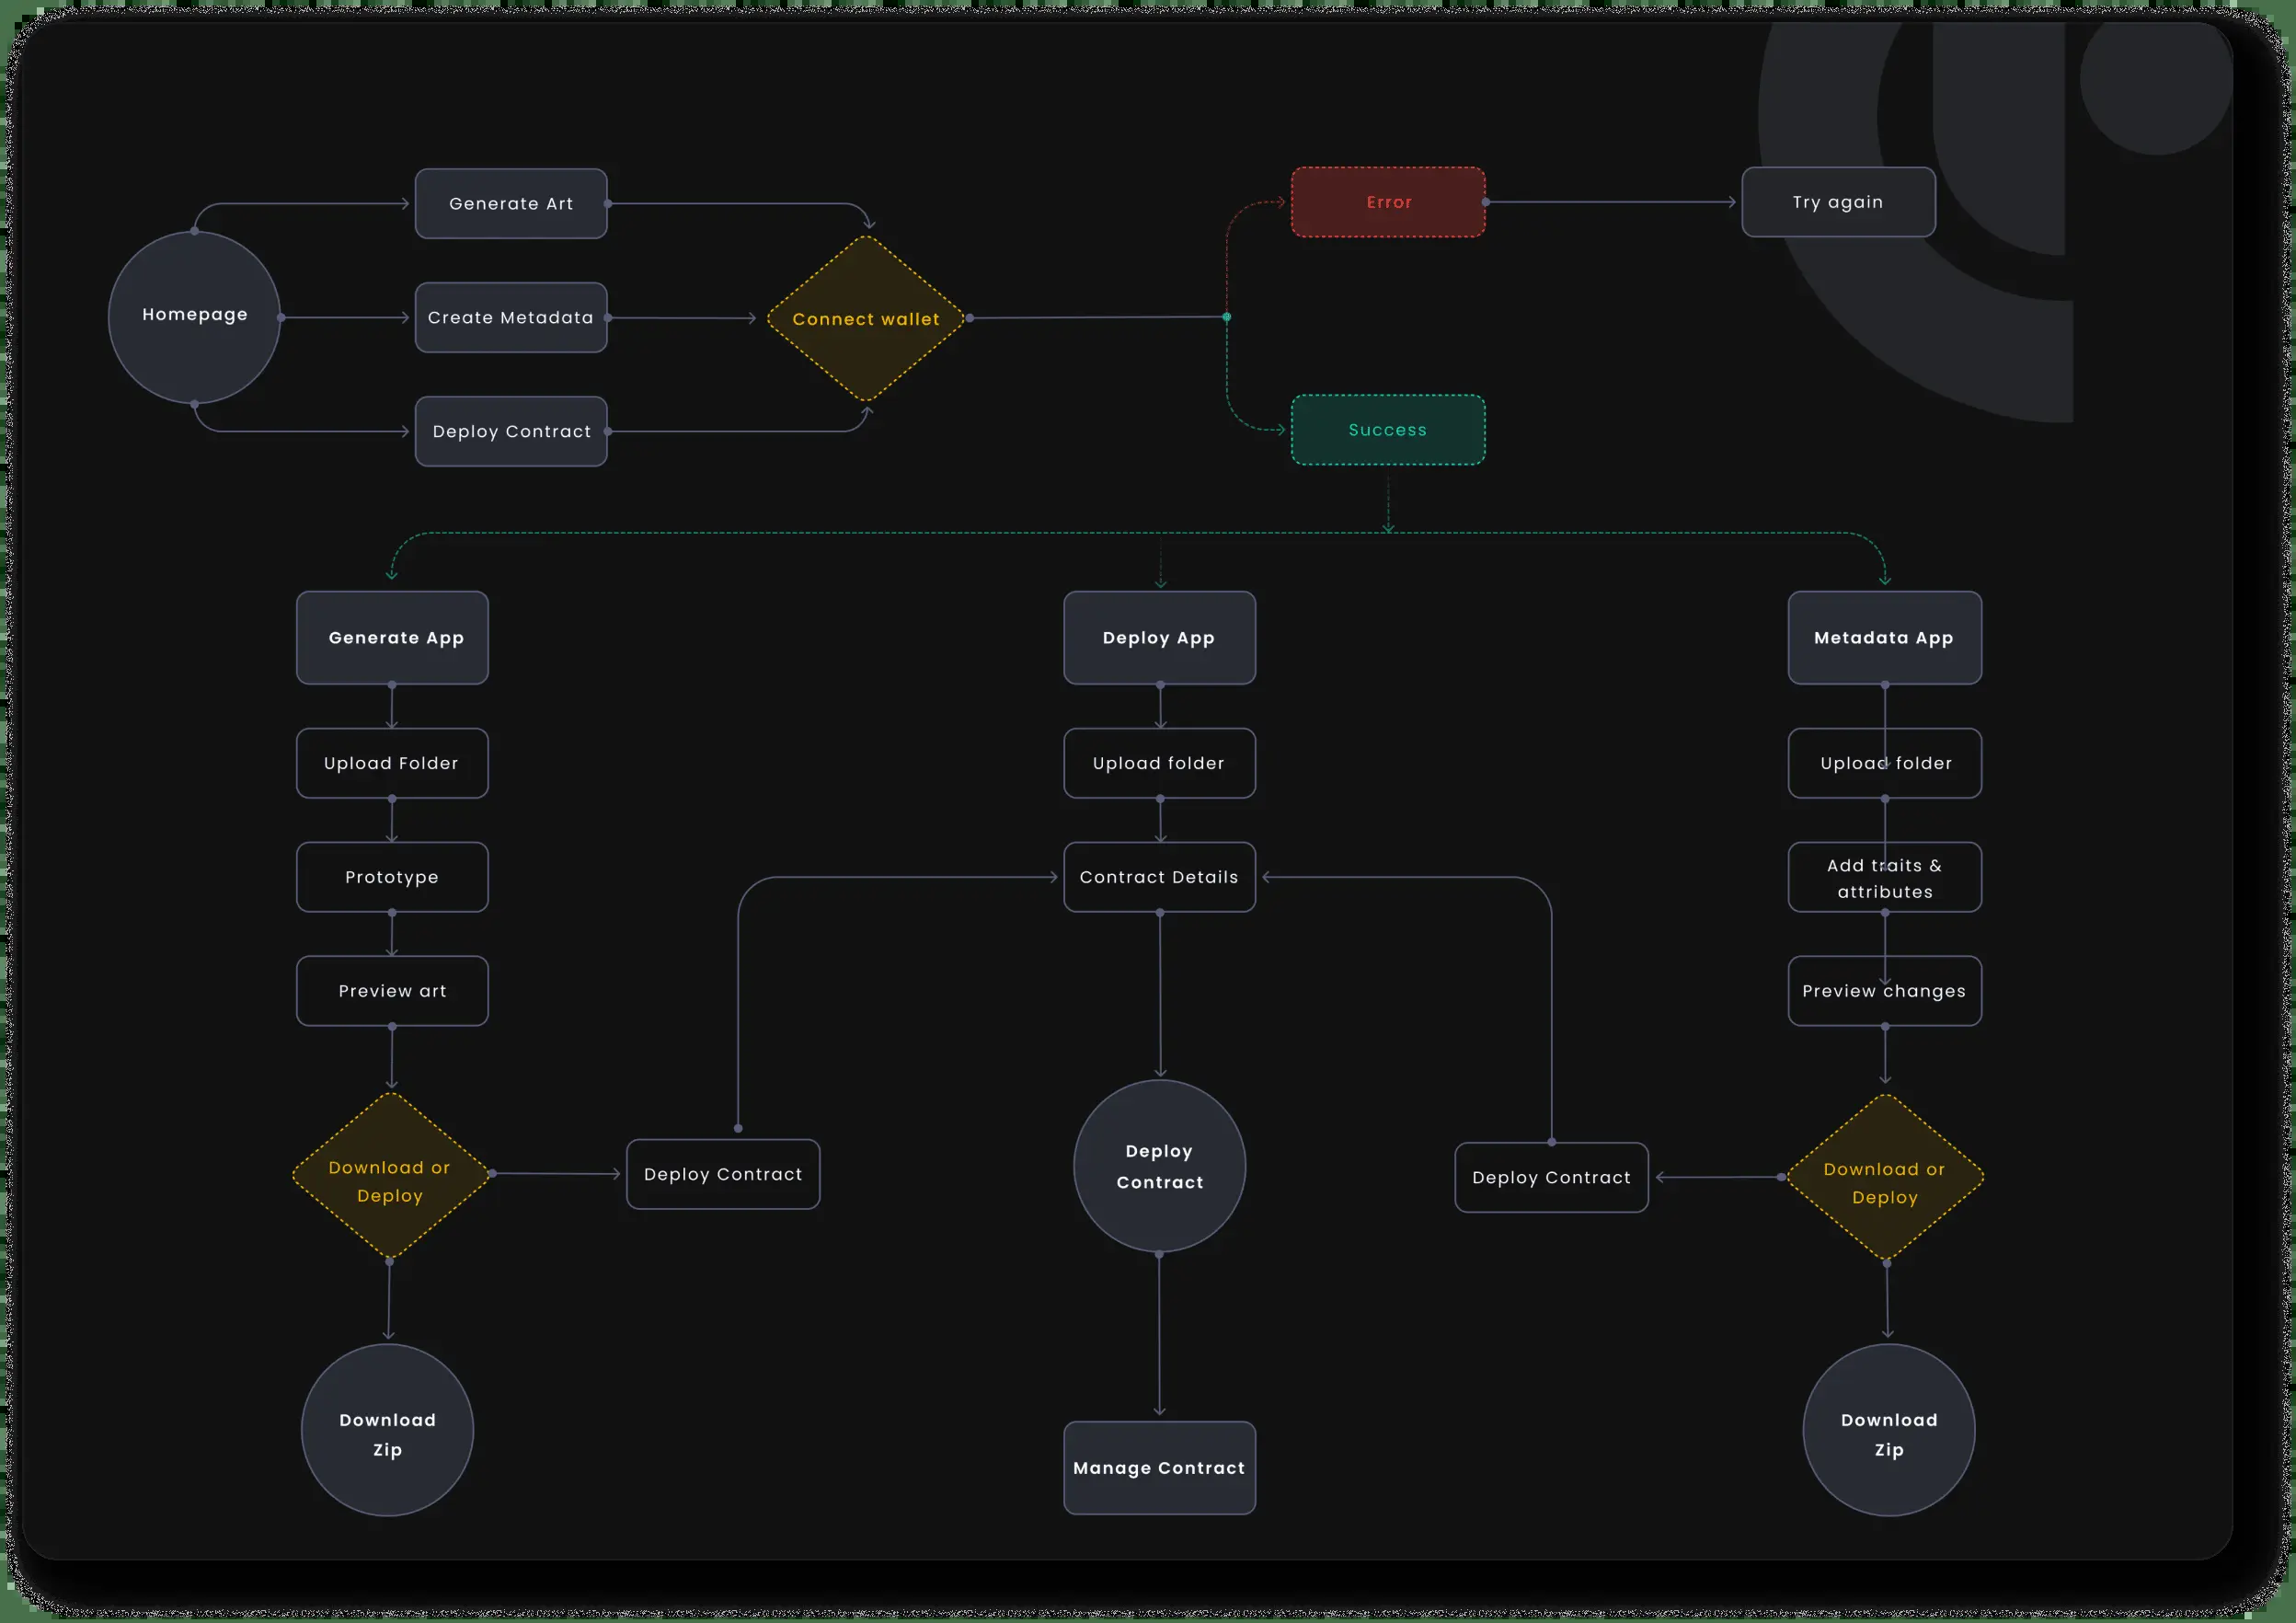 Generate Art
Error
Try again
Homepage
Create Metadata
Connect wallet
Deploy Contract
Success
Generate App
Deploy App
Metadata App
Upload Folder
Upload folder
Upload folder
Prototype
Contract Details
Add traits &
attributes
Preview art
Preview changes
Download or
Deploy
Deploy Contract
Deploy
Contract
Deploy Contract
Download or
Deploy
Download
Zip
Manage Contract
Download
Zip